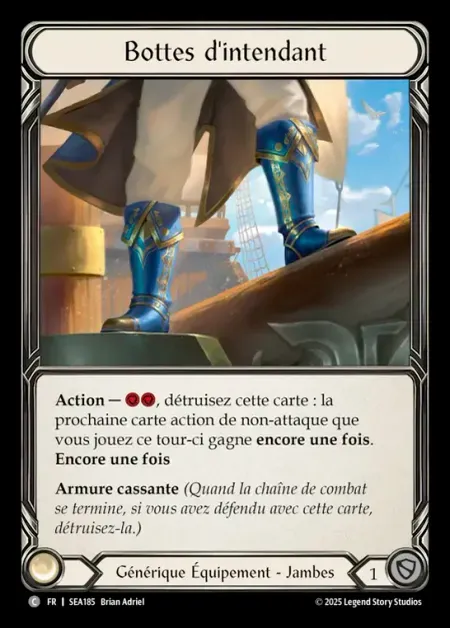 Bottes d'intendant
Action — , détruisez cette carte : la
prochaine carte action de non-attaque que
vous jouez ce tour-ci gagne encore une fois.
Encore une fois
Armure cassante (Quand la chaîne de combat
se termine, si vous avez défendu avec cette carte,
détruisez-la.)
Générique Équipement - Jambes
1
C FR | SEA185 Brian Adriel
© 2025 Legend Story Studios